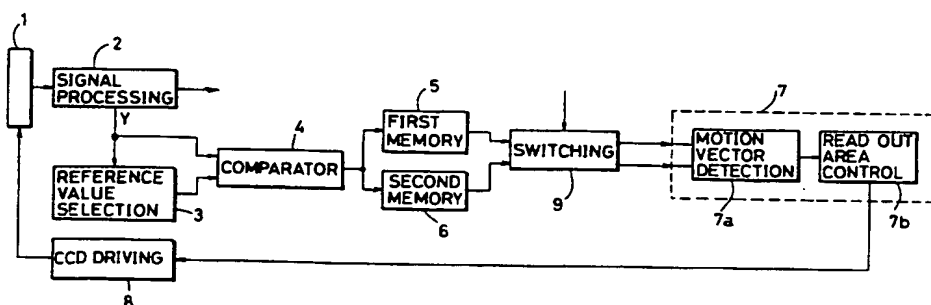 1
2
SIGNAL
PROCESSING
Y
REFERENCE
VALUE
SELECTION
3
4
COMPARATOR
5
FIRST
MEMORY
SECOND
MEMORY
6
SWITCHING
9
7
MOTION
VECTOR
DETECTION
7a
READ OUT
AREA
CONTROL
7b
CCD DRIVING
8